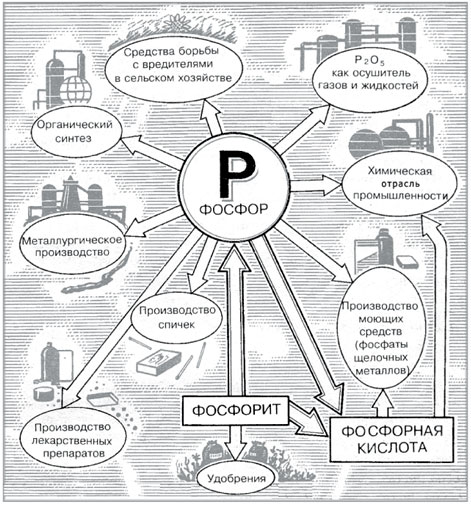 Средства борьбы
с вредителями
в сельском хозяйстве
P₂O₅
как осушитель
газов и жидкостей
Органический
синтез
P
ФОСФОР
Химическая
отрасль
промышленности
Металлургическое
производство
Производство
спичек
Производство
моющих
средств
(фосфаты
щелочных
металлов)
Производство
лекарственных
препаратов
ФОСФОРИТ
ФОСФОРНАЯ
КИСЛОТА
Удобрения